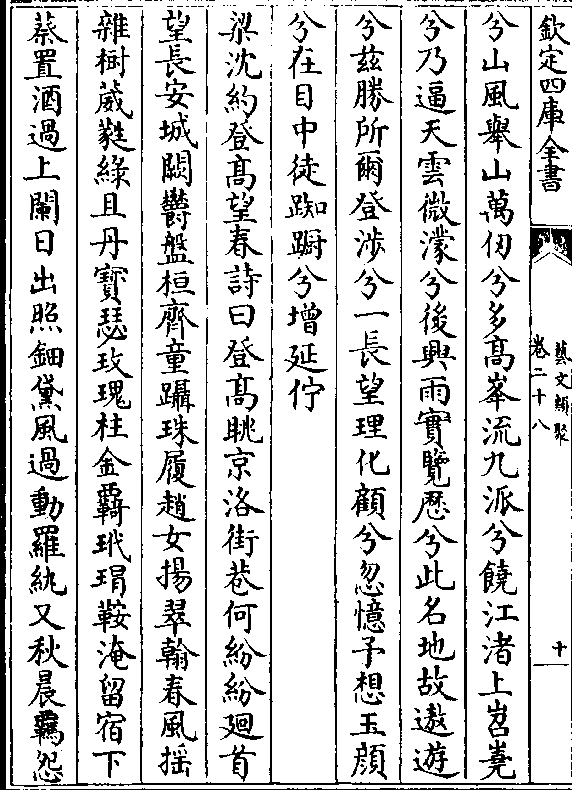 欽定四庫全書
藝文類聚
卷二十八
十
兮山風舉山萬仞兮多髙峯流九派兮饒江渚上岧嶤
兮乃逼天雲微濛兮後興雨實覽歷兮此名地故遨遊
兮兹勝所爾登渉兮一長望理化顧兮忽憶予想玉顔
兮在目中徒踟蹰兮增延佇
梁沈約登髙望春詩曰登髙眺京洛街巷何紛紛廻首
望長安城闕鬱盤桓齊童躡珠履趙女揚翠翰春風揺
雜樹葳蕤緑且丹寳瑟玫瑰柱金覊玳瑁鞍淹留宿下
蔡置酒過上闌日出照鈿黛風過動羅紈又秋晨羈怨